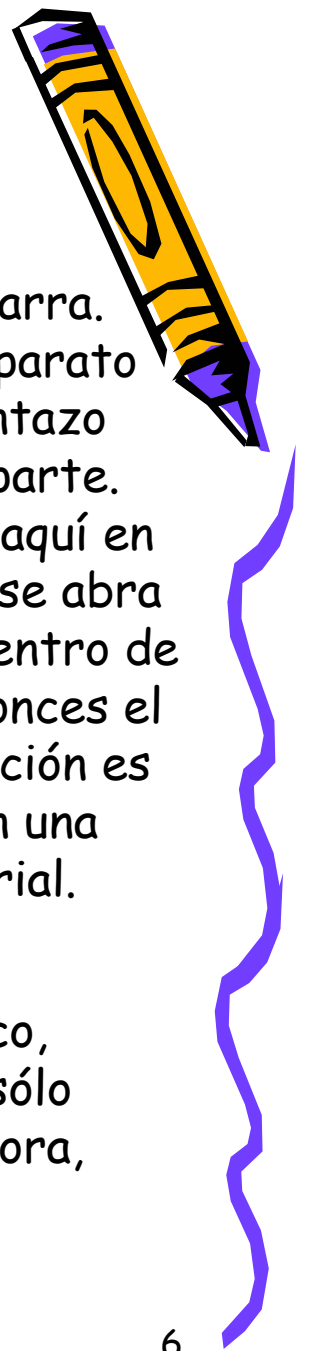 arra.
parato
ntazo
parte.
aquí en
se abra
entro de
onces el
ción es
n una
rial.
co,
sólo
ora,
6